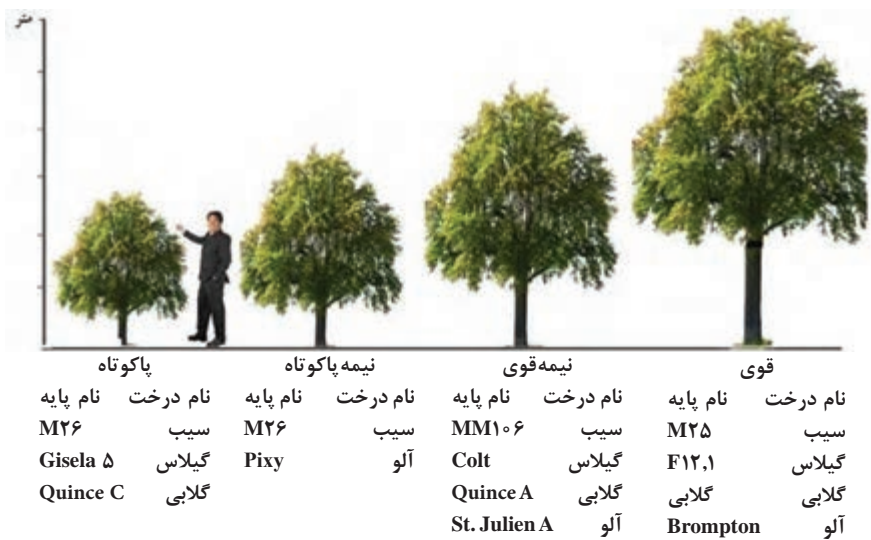 متر
پاکوتاه نیمه‌پاکوتاه نیمه‌قوی قوی
نام درخت نام پایه نام درخت نام پایه نام درخت نام پایه نام درخت نام پایه
سیب M۲۶ سیب M۲۶ سیب MM۱۰۶ سیب M۲۵
گیلاس Gisela ۵ آلو Pixy گیلاس Colt گیلاس F۱۲,۱
گلابی Quince C گلابی Quince A گلابی گلابی
آلو St. Julien A آلو Brompton